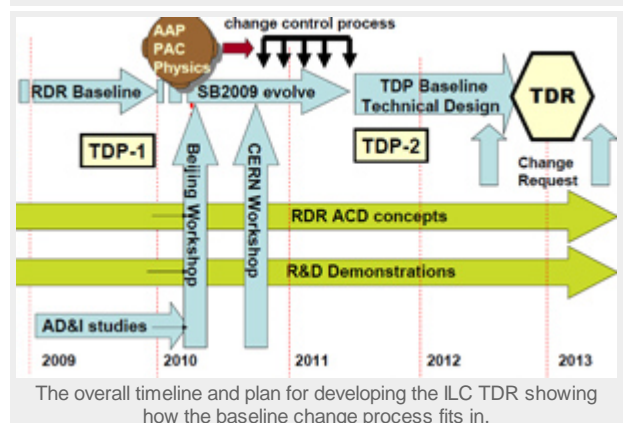 change control process
AAP
PAC
Physics
RDR Baseline
SB2009 evolve
TDP Baseline
Technical Design
TDR
TDP-1
TDP-2
Beijing Workshop
CERN Workshop
Change
Request
RDR ACD concepts
R&D Demonstrations
AD&I studies
2009
2010
2011
2012
2013
The overall timeline and plan for developing the ILC TDR showing
how the baseline change process fits in.